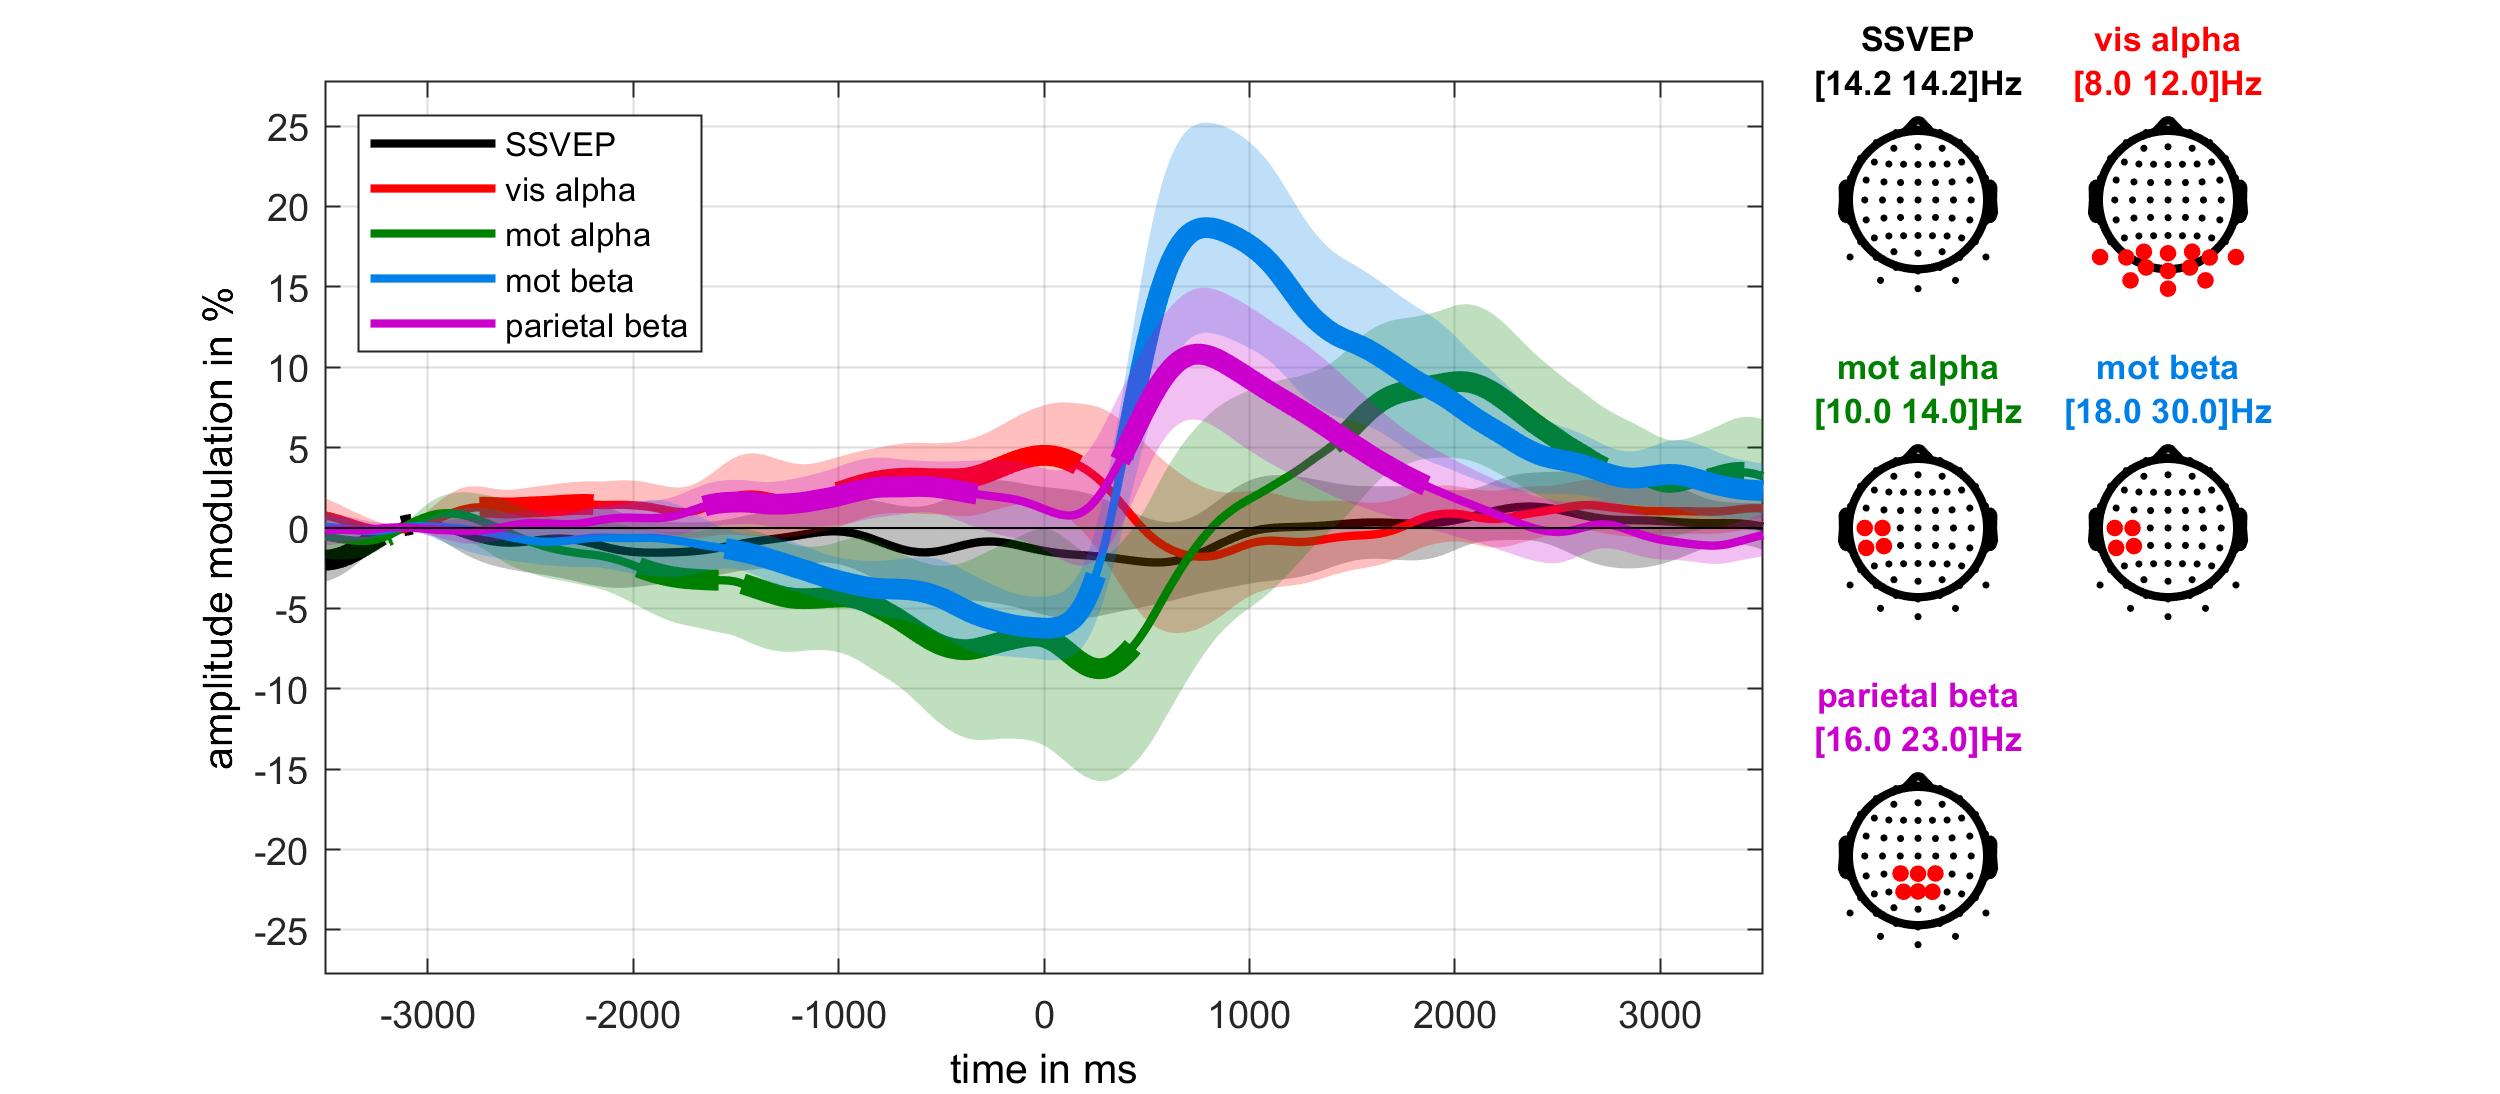 SSVEP
[14.2 14.2]Hz
vis alpha
[8.0 12.0]Hz
mot alpha
[10.0 14.0]Hz
mot beta
[18.0 30.0]Hz
parietal beta
[16.0 23.0]Hz
SSVEP
vis alpha
mot alpha
mot beta
parietal beta
amplitude modulation in %
25
20
15
10
5
0
-5
-10
-15
-20
-25
-3000
-2000
-1000
0
1000
2000
3000
time in ms